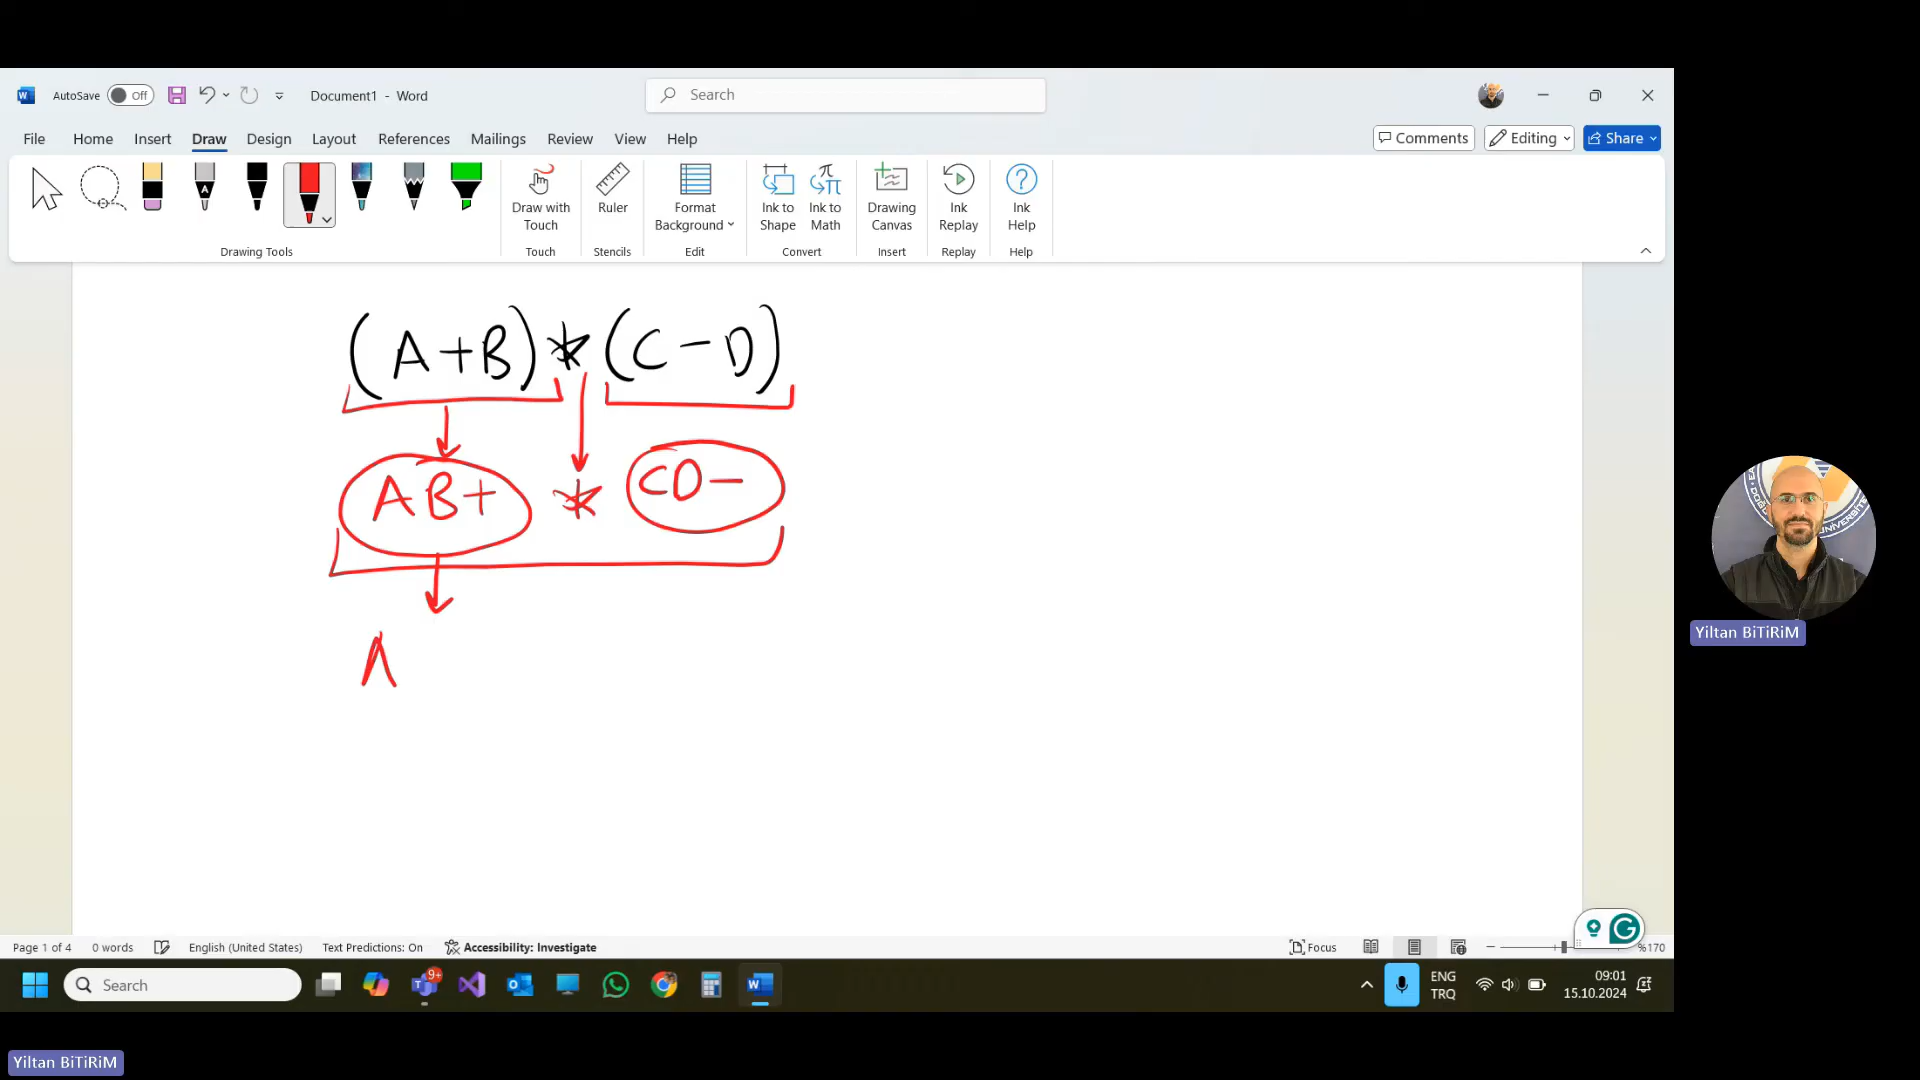 AutoSave Off Document1 - Word Search
File Home Insert Draw Design Layout References Mailings Review View Help Comments Editing Share
Draw with Touch Ruler Format Background Ink to Shape Ink to Math Drawing Canvas Ink Replay Ink Help
Drawing Tools Touch Stencils Edit Convert Insert Replay Help
(A+B)*(C-D)
AB+ * CD-
A
Yiltan BiTiRiM
Page 1 of 4 0 words English (United States) Text Predictions: On Accessibility: Investigate Focus %170
Search 9+ ENG TRQ 09:01 15.10.2024
Yiltan BiTiRiM